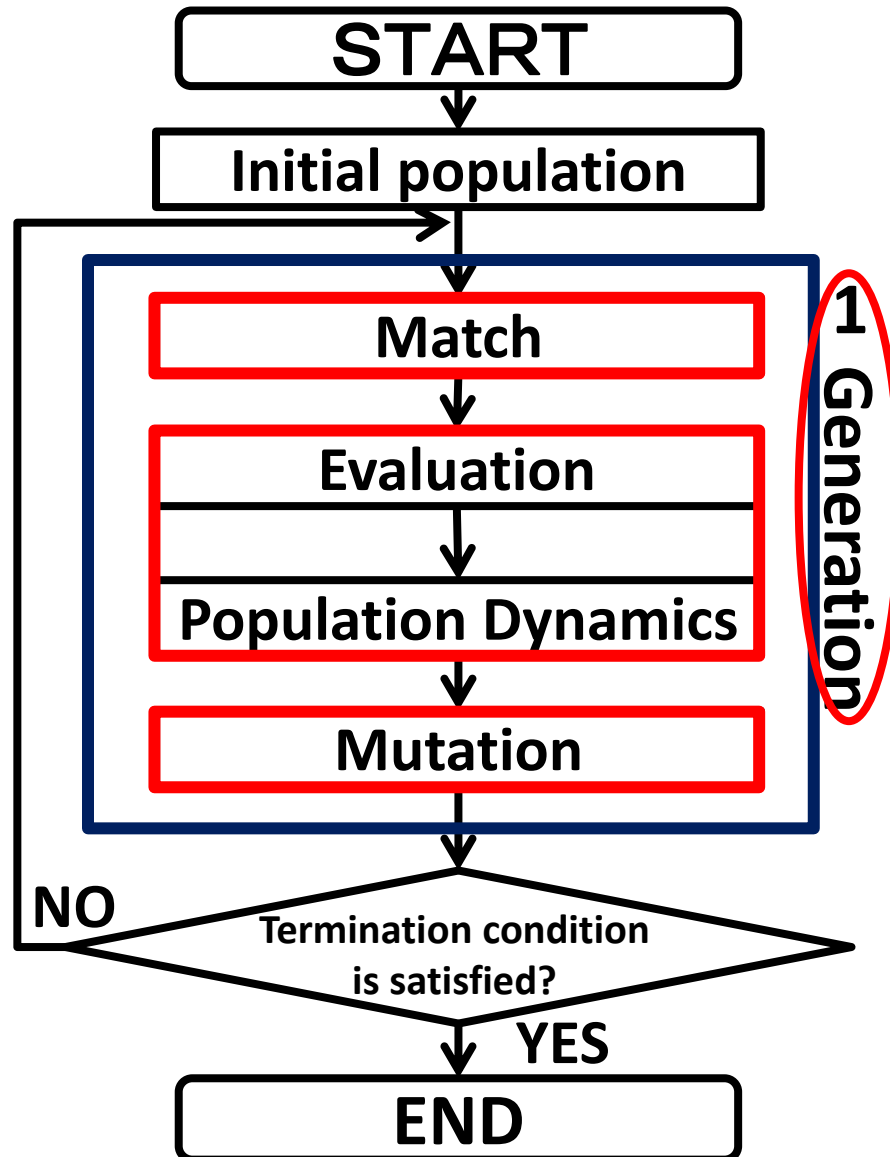 START
Initial population
Match
1 Generation
Evaluation
Population Dynamics
Mutation
NO
Termination condition
is satisfied?
YES
END